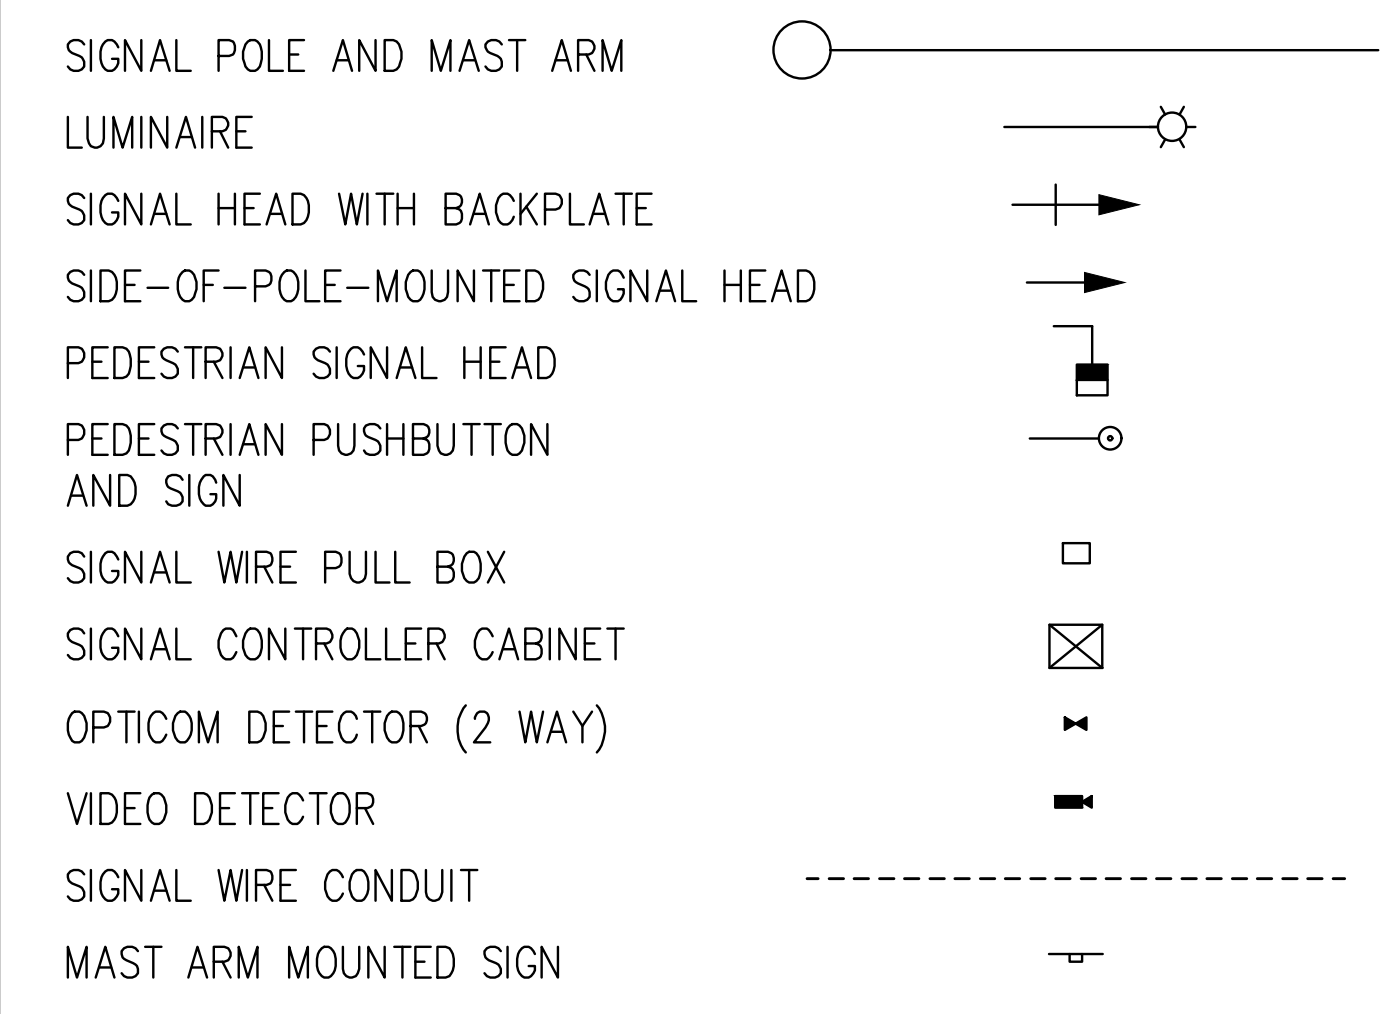 SIGNAL POLE AND MAST ARM
LUMINAIRE
SIGNAL HEAD WITH BACKPLATE
SIDE-OF-POLE-MOUNTED SIGNAL HEAD
PEDESTRIAN SIGNAL HEAD
PEDESTRIAN PUSHBUTTON
AND SIGN
SIGNAL WIRE PULL BOX
SIGNAL CONTROLLER CABINET
OPTICOM DETECTOR (2 WAY)
VIDEO DETECTOR
SIGNAL WIRE CONDUIT
MAST ARM MOUNTED SIGN